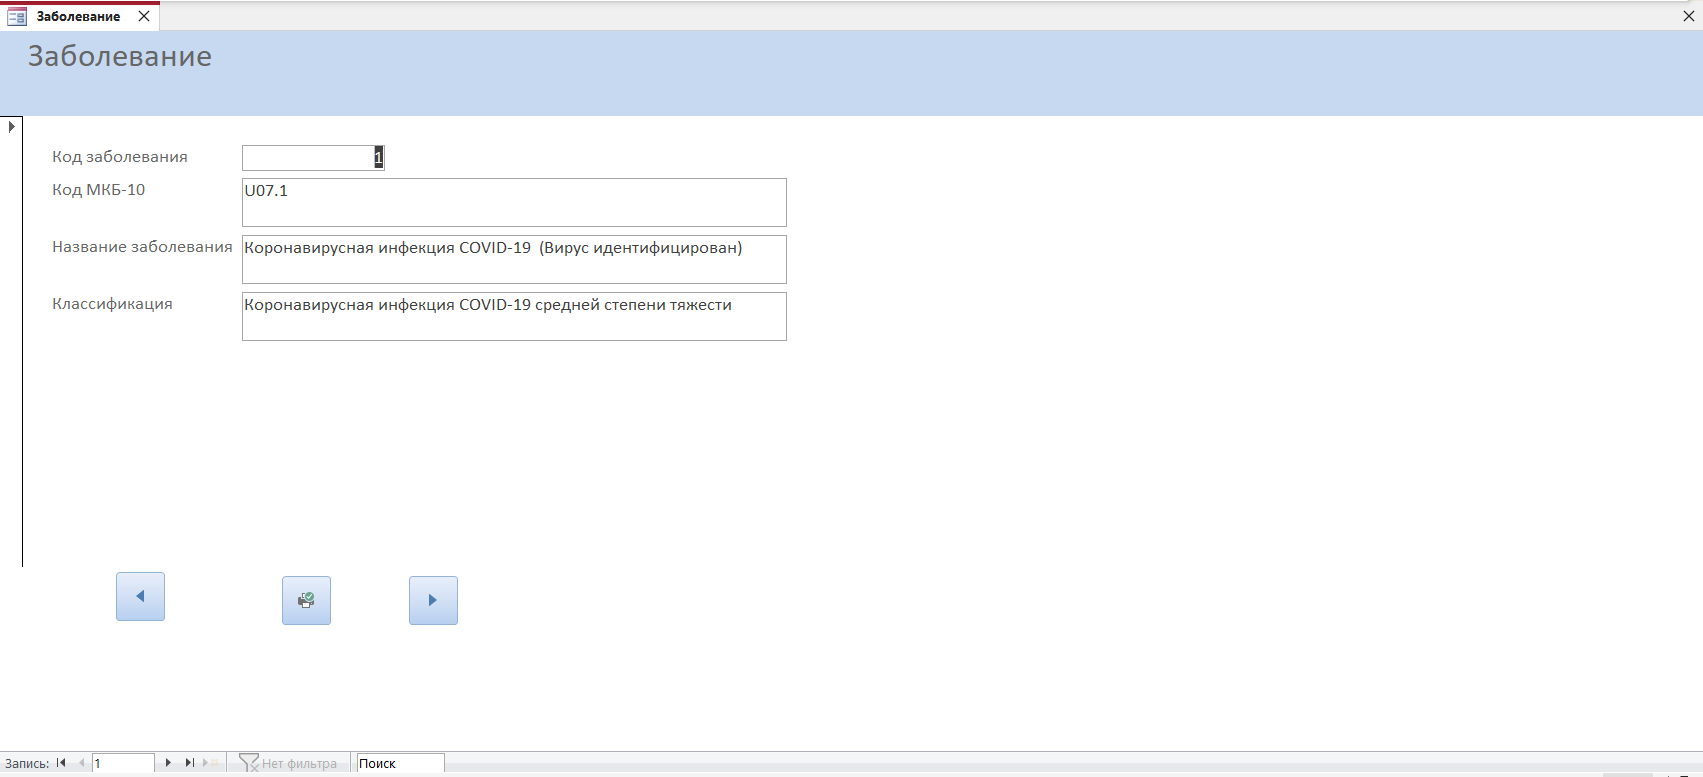 Заболевание
Заболевание
Код заболевания 1
Код МКБ-10 U07.1
Название заболевания Коронавирусная инфекция COVID-19  (Вирус идентифицирован)
Классификация Коронавирусная инфекция COVID-19 средней степени тяжести
Запись: 1 Нет фильтра Поиск